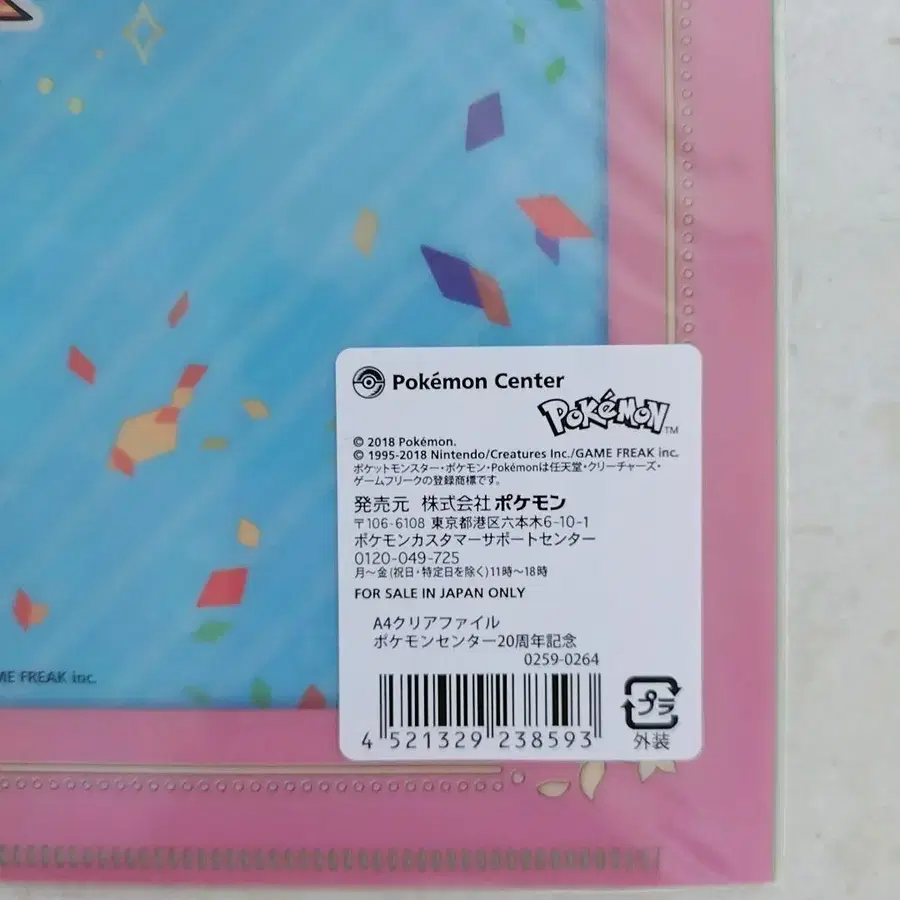 Pokémon Center
POKéMON TM
© 2018 Pokémon.
© 1995-2018 Nintendo/Creatures Inc./GAME FREAK inc.
ポケットモンスター・ポケモン・Pokémonは任天堂・クリーチャーズ・
ゲームフリークの登録商標です。
発売元 株式会社ポケモン
〒106-6108 東京都港区六本木6-10-1
ポケモンカスタマーサポートセンター
0120-049-725
月～金(祝日・特定日を除く)11時～18時
FOR SALE IN JAPAN ONLY
A4クリアファイル
ポケモンセンター20周年記念
0259-0264
4 521329 238593
プラ
外装
FREAK inc.